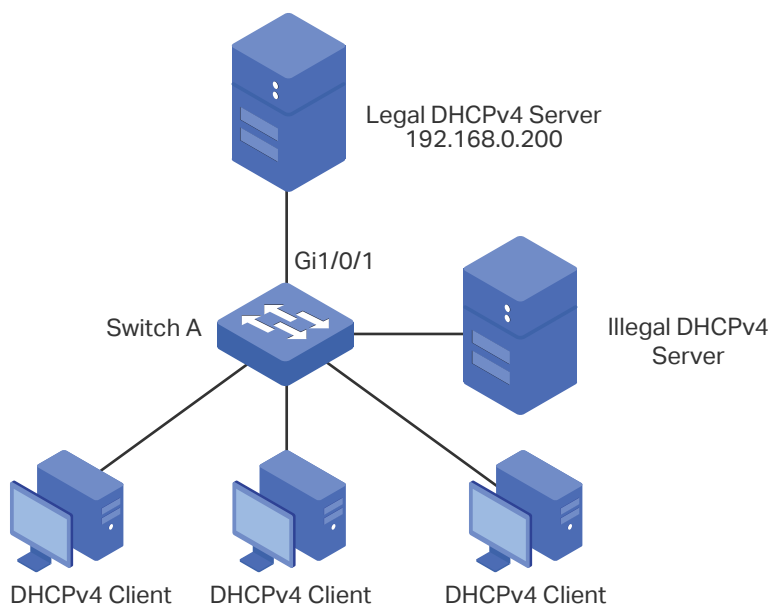 Legal DHCPv4 Server
192.168.0.200
Gi1/0/1
Switch A
Illegal DHCPv4
Server
DHCPv4 Client
DHCPv4 Client
DHCPv4 Client